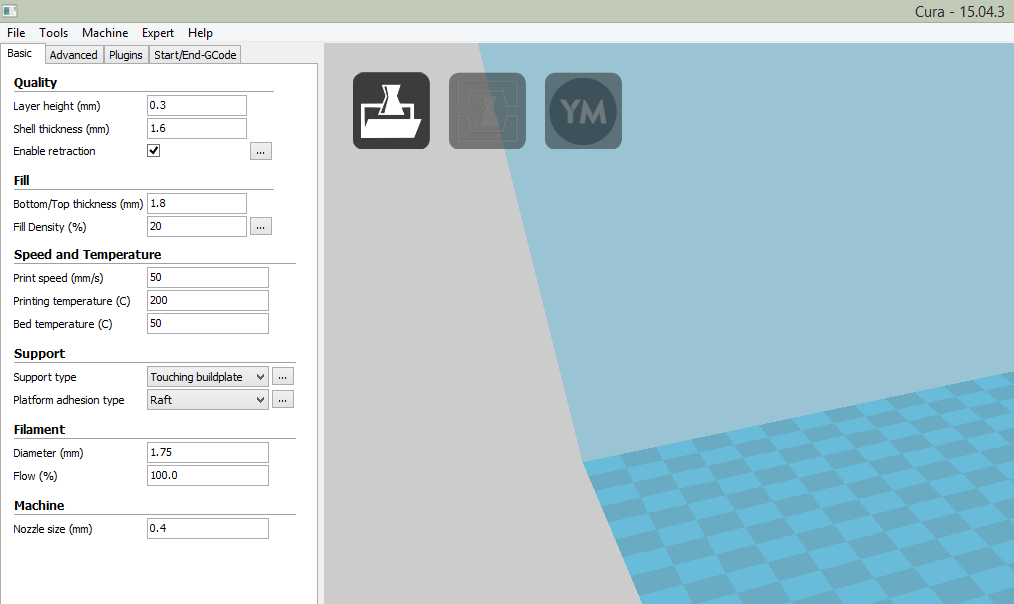 Cura - 15.04.3
File Tools Machine Expert Help
Basic Advanced Plugins Start/End-GCode
Quality
Layer height (mm) 0.3
Shell thickness (mm) 1.6
Enable retraction ...
Fill
Bottom/Top thickness (mm) 1.8
Fill Density (%) 20 ...
Speed and Temperature
Print speed (mm/s) 50
Printing temperature (C) 200
Bed temperature (C) 50
Support
Support type Touching buildplate ...
Platform adhesion type Raft ...
Filament
Diameter (mm) 1.75
Flow (%) 100.0
Machine
Nozzle size (mm) 0.4
YM